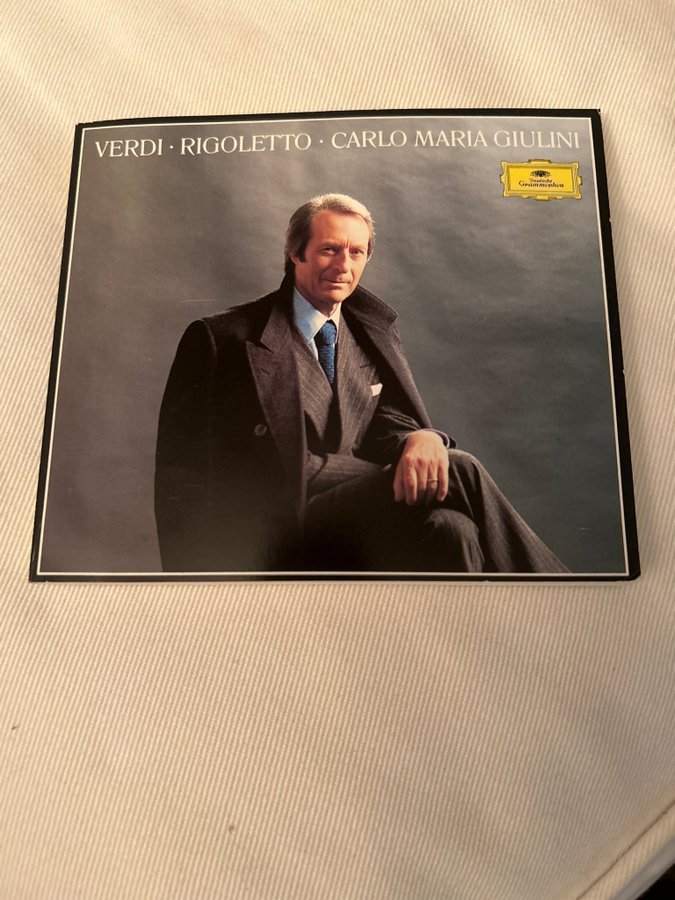 VERDI · RIGOLETTO · CARLO MARIA GIULINI
Deutsche
Grammophon